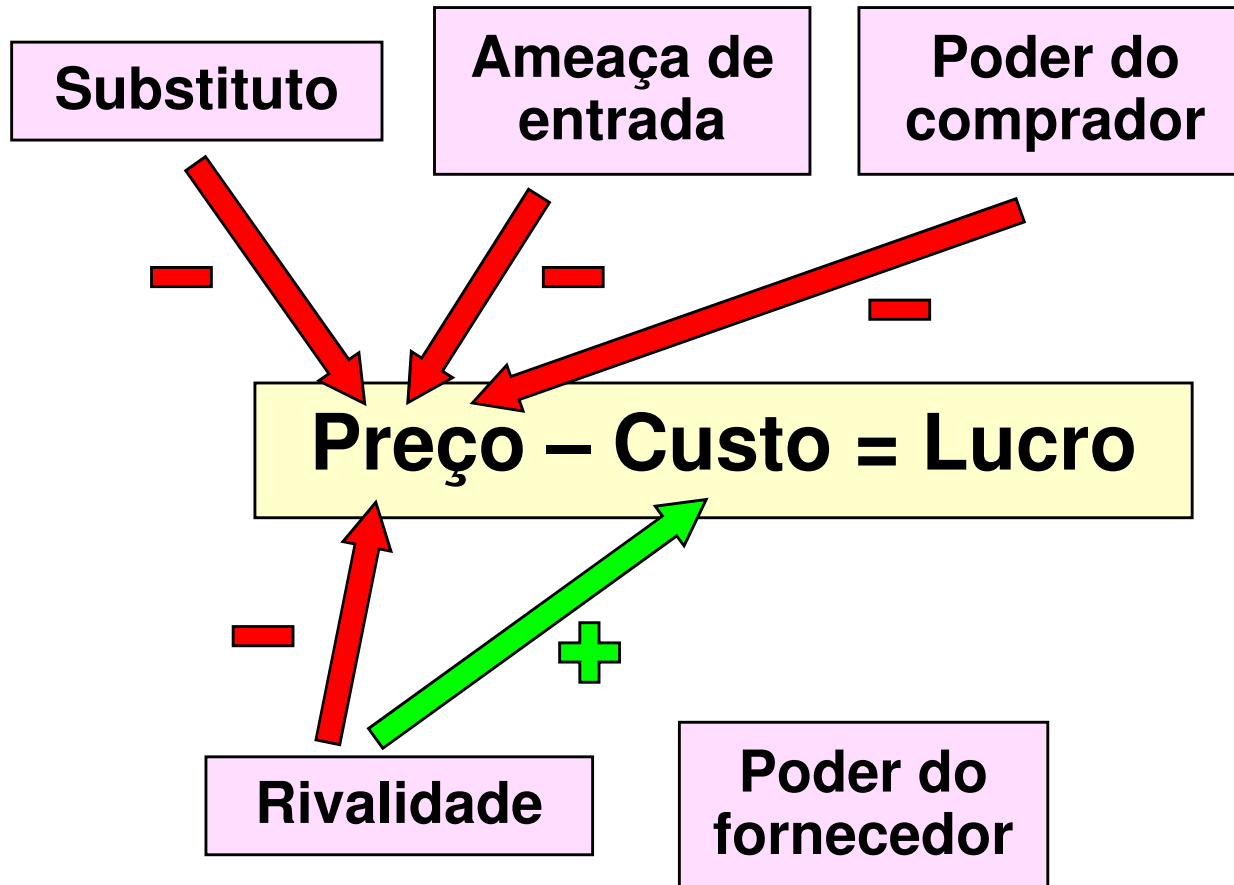 Substituto
Ameaça de
entrada
Poder do
comprador
Preço – Custo = Lucro
Rivalidade
Poder do
fornecedor